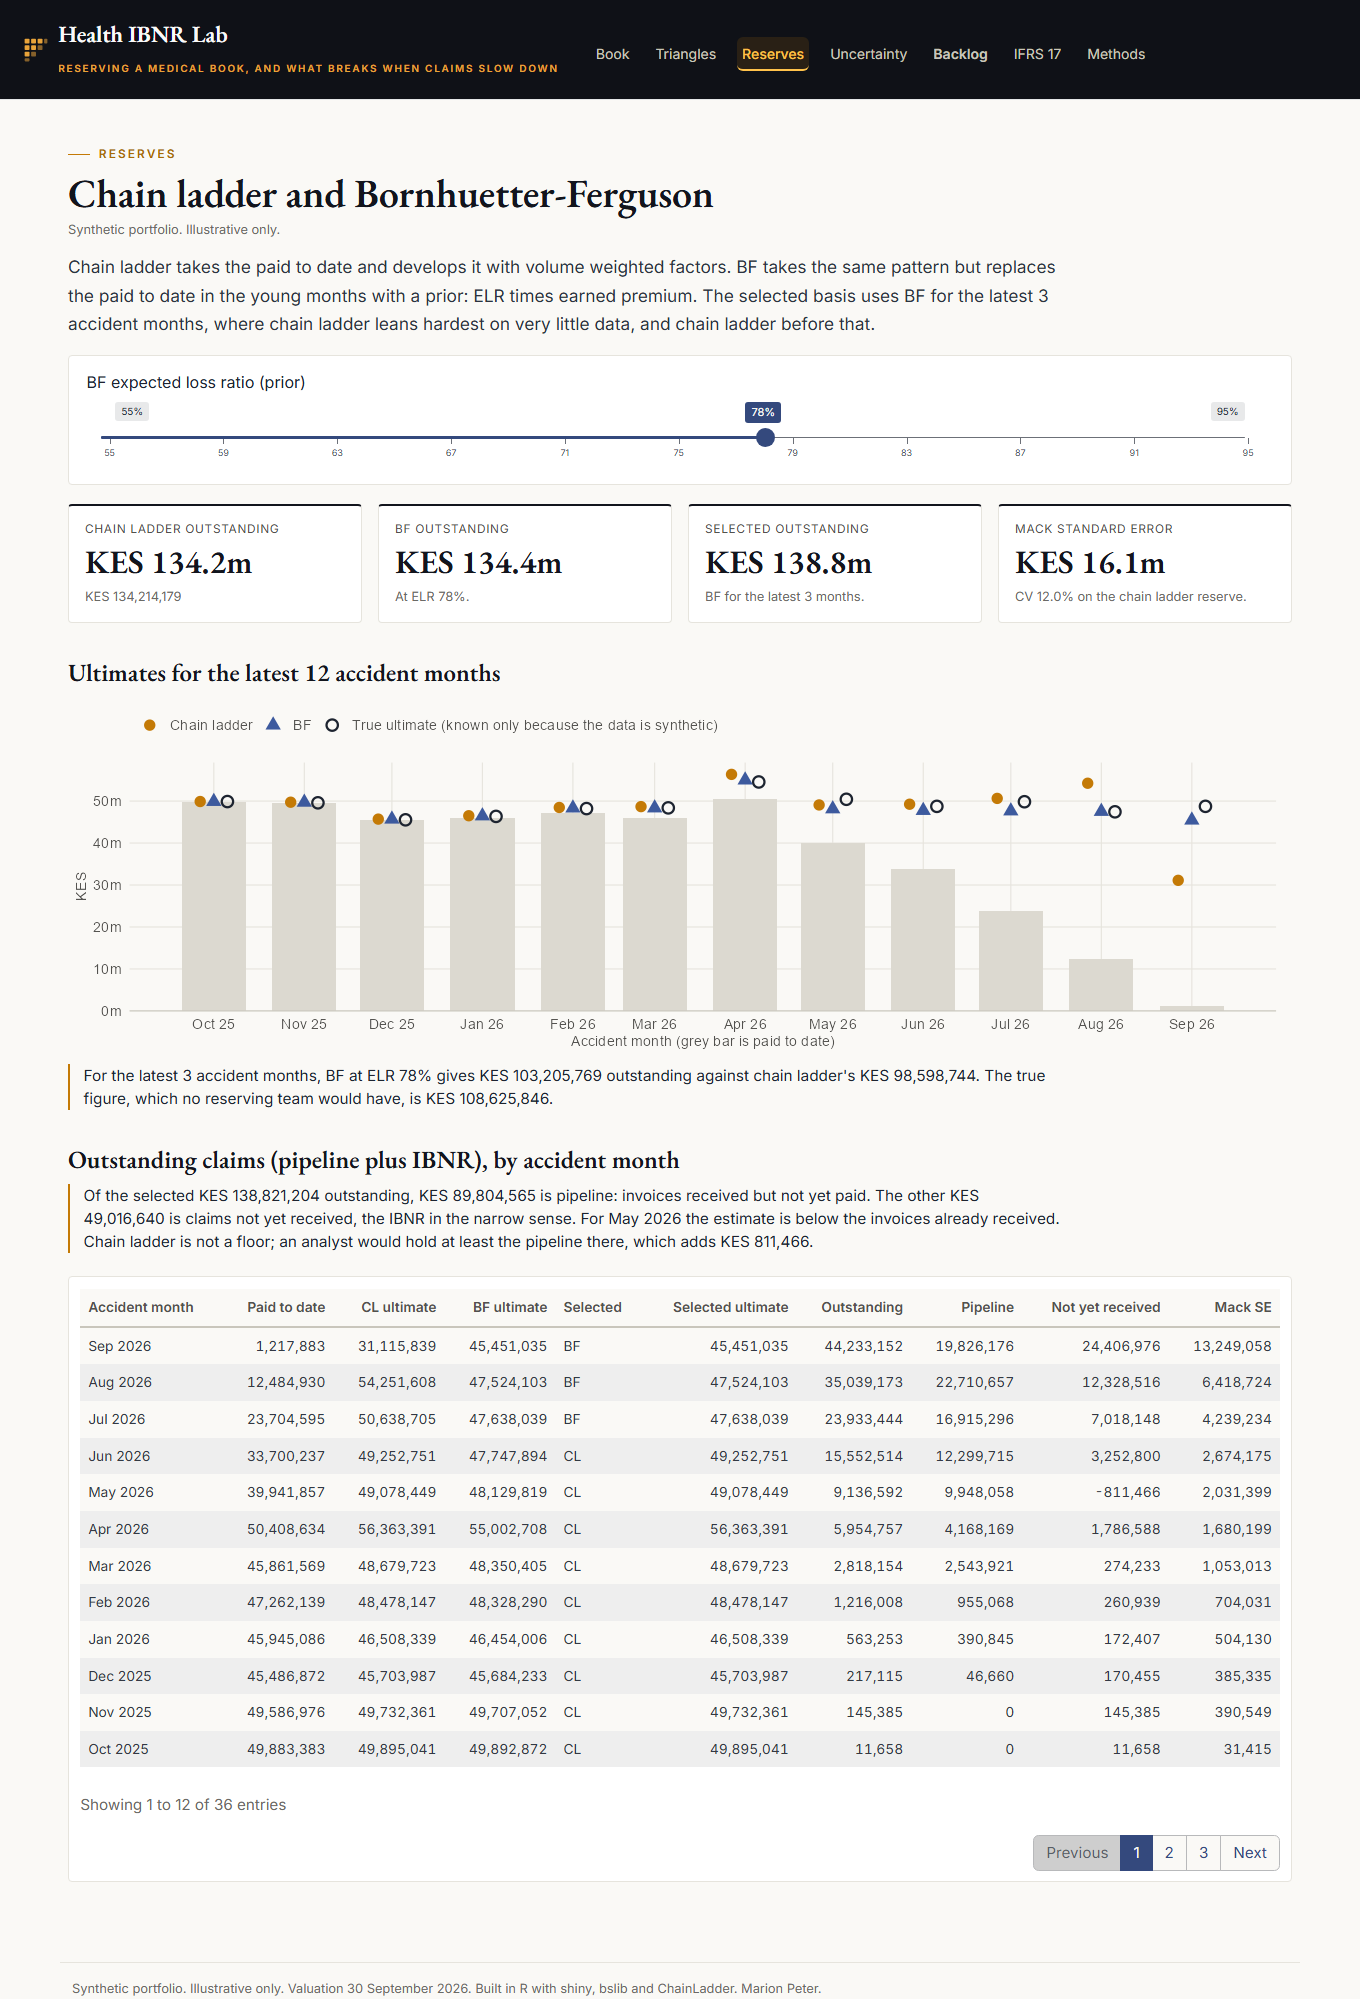 Health IBNR Lab
RESERVING A MEDICAL BOOK, AND WHAT BREAKS WHEN CLAIMS SLOW DOWN
Book Triangles Reserves Uncertainty Backlog IFRS 17 Methods
RESERVES
Chain ladder and Bornhuetter-Ferguson
Synthetic portfolio. Illustrative only.
Chain ladder takes the paid to date and develops it with volume weighted factors. BF takes the same pattern but replaces
the paid to date in the young months with a prior: ELR times earned premium. The selected basis uses BF for the latest 3
accident months, where chain ladder leans hardest on very little data, and chain ladder before that.
BF expected loss ratio (prior)
55% 78% 95%
55 59 63 67 71 75 79 83 87 91 95
CHAIN LADDER OUTSTANDING
KES 134.2m
KES 134,214,179
BF OUTSTANDING
KES 134.4m
At ELR 78%.
SELECTED OUTSTANDING
KES 138.8m
BF for the latest 3 months.
MACK STANDARD ERROR
KES 16.1m
CV 12.0% on the chain ladder reserve.
Ultimates for the latest 12 accident months
Chain ladder BF True ultimate (known only because the data is synthetic)
50m
40m
30m
20m
10m
0m
KES
Oct 25 Nov 25 Dec 25 Jan 26 Feb 26 Mar 26 Apr 26 May 26 Jun 26 Jul 26 Aug 26 Sep 26
Accident month (grey bar is paid to date)
For the latest 3 accident months, BF at ELR 78% gives KES 103,205,769 outstanding against chain ladder's KES 98,598,744. The true
figure, which no reserving team would have, is KES 108,625,846.
Outstanding claims (pipeline plus IBNR), by accident month
Of the selected KES 138,821,204 outstanding, KES 89,804,565 is pipeline: invoices received but not yet paid. The other KES
49,016,640 is claims not yet received, the IBNR in the narrow sense. For May 2026 the estimate is below the invoices already received.
Chain ladder is not a floor; an analyst would hold at least the pipeline there, which adds KES 811,466.
Accident month Paid to date CL ultimate BF ultimate Selected Selected ultimate Outstanding Pipeline Not yet received Mack SE
Sep 2026 1,217,883 31,115,839 45,451,035 BF 45,451,035 44,233,152 19,826,176 24,406,976 13,249,058
Aug 2026 12,484,930 54,251,608 47,524,103 BF 47,524,103 35,039,173 22,710,657 12,328,516 6,418,724
Jul 2026 23,704,595 50,638,705 47,638,039 BF 47,638,039 23,933,444 16,915,296 7,018,148 4,239,234
Jun 2026 33,700,237 49,252,751 47,747,894 CL 49,252,751 15,552,514 12,299,715 3,252,800 2,674,175
May 2026 39,941,857 49,078,449 48,129,819 CL 49,078,449 9,136,592 9,948,058 -811,466 2,031,399
Apr 2026 50,408,634 56,363,391 55,002,708 CL 56,363,391 5,954,757 4,168,169 1,786,588 1,680,199
Mar 2026 45,861,569 48,679,723 48,350,405 CL 48,679,723 2,818,154 2,543,921 274,233 1,053,013
Feb 2026 47,262,139 48,478,147 48,328,290 CL 48,478,147 1,216,008 955,068 260,939 704,031
Jan 2026 45,945,086 46,508,339 46,454,006 CL 46,508,339 563,253 390,845 172,407 504,130
Dec 2025 45,486,872 45,703,987 45,684,233 CL 45,703,987 217,115 46,660 170,455 385,335
Nov 2025 49,586,976 49,732,361 49,707,052 CL 49,732,361 145,385 0 145,385 390,549
Oct 2025 49,883,383 49,895,041 49,892,872 CL 49,895,041 11,658 0 11,658 31,415
Showing 1 to 12 of 36 entries
Previous 1 2 3 Next
Synthetic portfolio. Illustrative only. Valuation 30 September 2026. Built in R with shiny, bslib and ChainLadder. Marion Peter.